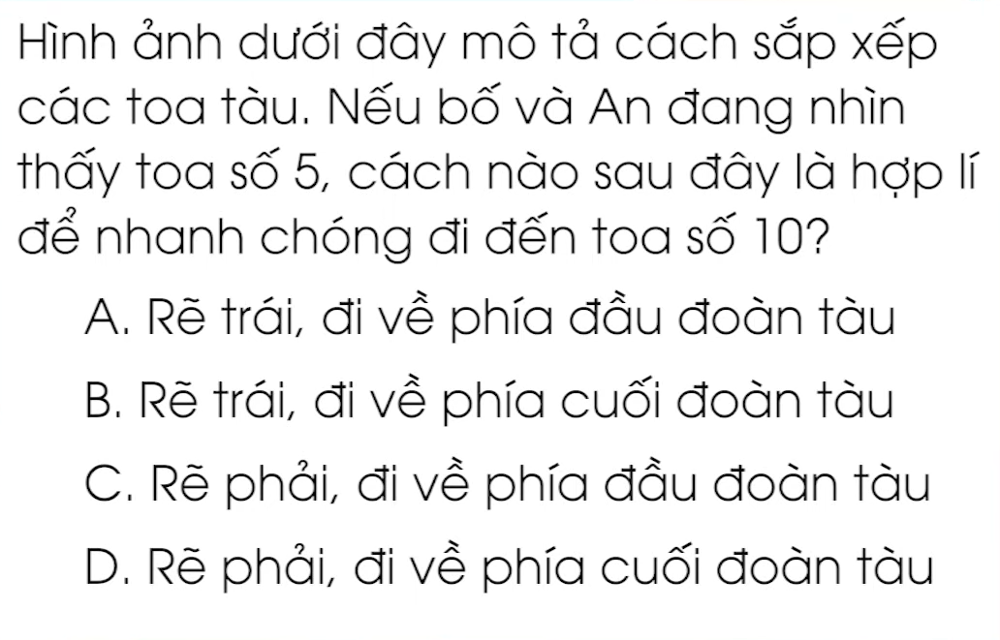 Hình ảnh dưới đây mô tả cách sắp xếp
các toa tàu. Nếu bố và An đang nhìn
thấy toa số 5, cách nào sau đây là hợp lí
để nhanh chóng đi đến toa số 10?
A. Rẽ trái, đi về phía đầu đoàn tàu
B. Rẽ trái, đi về phía cuối đoàn tàu
C. Rẽ phải, đi về phía đầu đoàn tàu
D. Rẽ phải, đi về phía cuối đoàn tàu